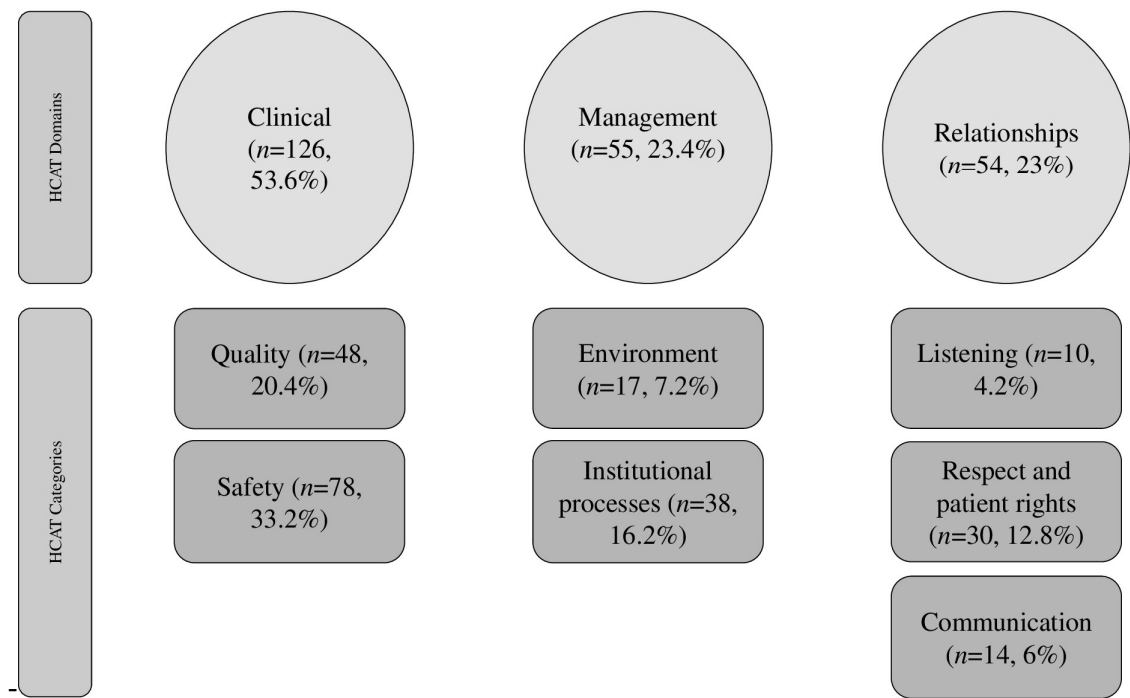 HCAT Domains
Clinical
(n=126,
53.6%)
Management
(n=55, 23.4%)
Relationships
(n=54, 23%)
HCAT Categories
Quality (n=48,
20.4%)
Environment
(n=17, 7.2%)
Listening (n=10,
4.2%)
Safety (n=78,
33.2%)
Institutional
processes (n=38,
16.2%)
Respect and
patient rights
(n=30, 12.8%)
Communication
(n=14, 6%)
-